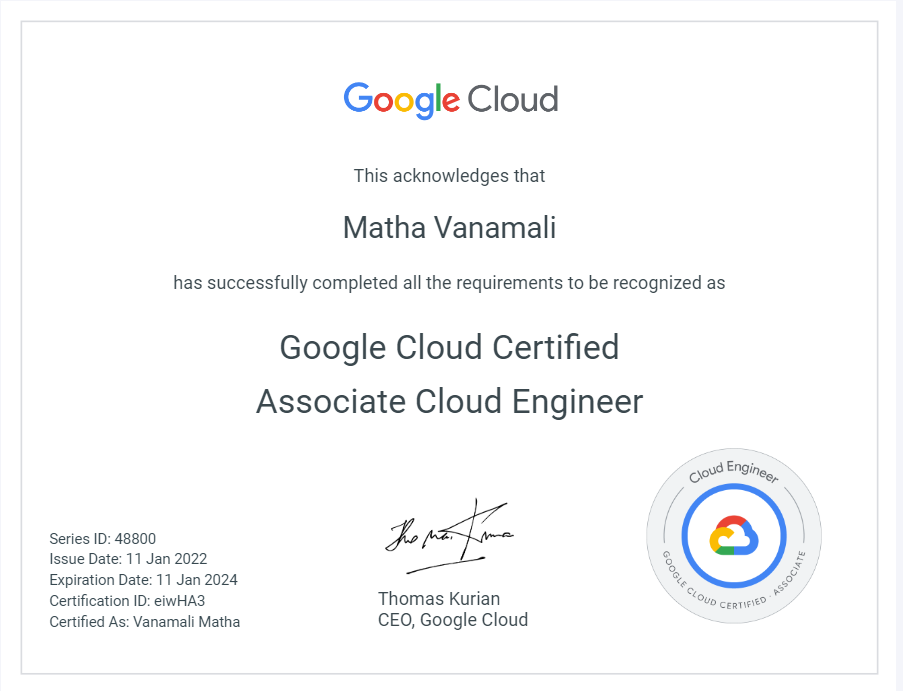 Google Cloud
This acknowledges that
Matha Vanamali
has successfully completed all the requirements to be recognized as
Google Cloud Certified
Associate Cloud Engineer
Series ID: 48800
Issue Date: 11 Jan 2022
Expiration Date: 11 Jan 2024
Certification ID: eiwHA3
Certified As: Vanamali Matha
Thomas Kurian
Thomas Kurian
CEO, Google Cloud
Cloud Engineer
GOOGLE CLOUD CERTIFIED · ASSOCIATE